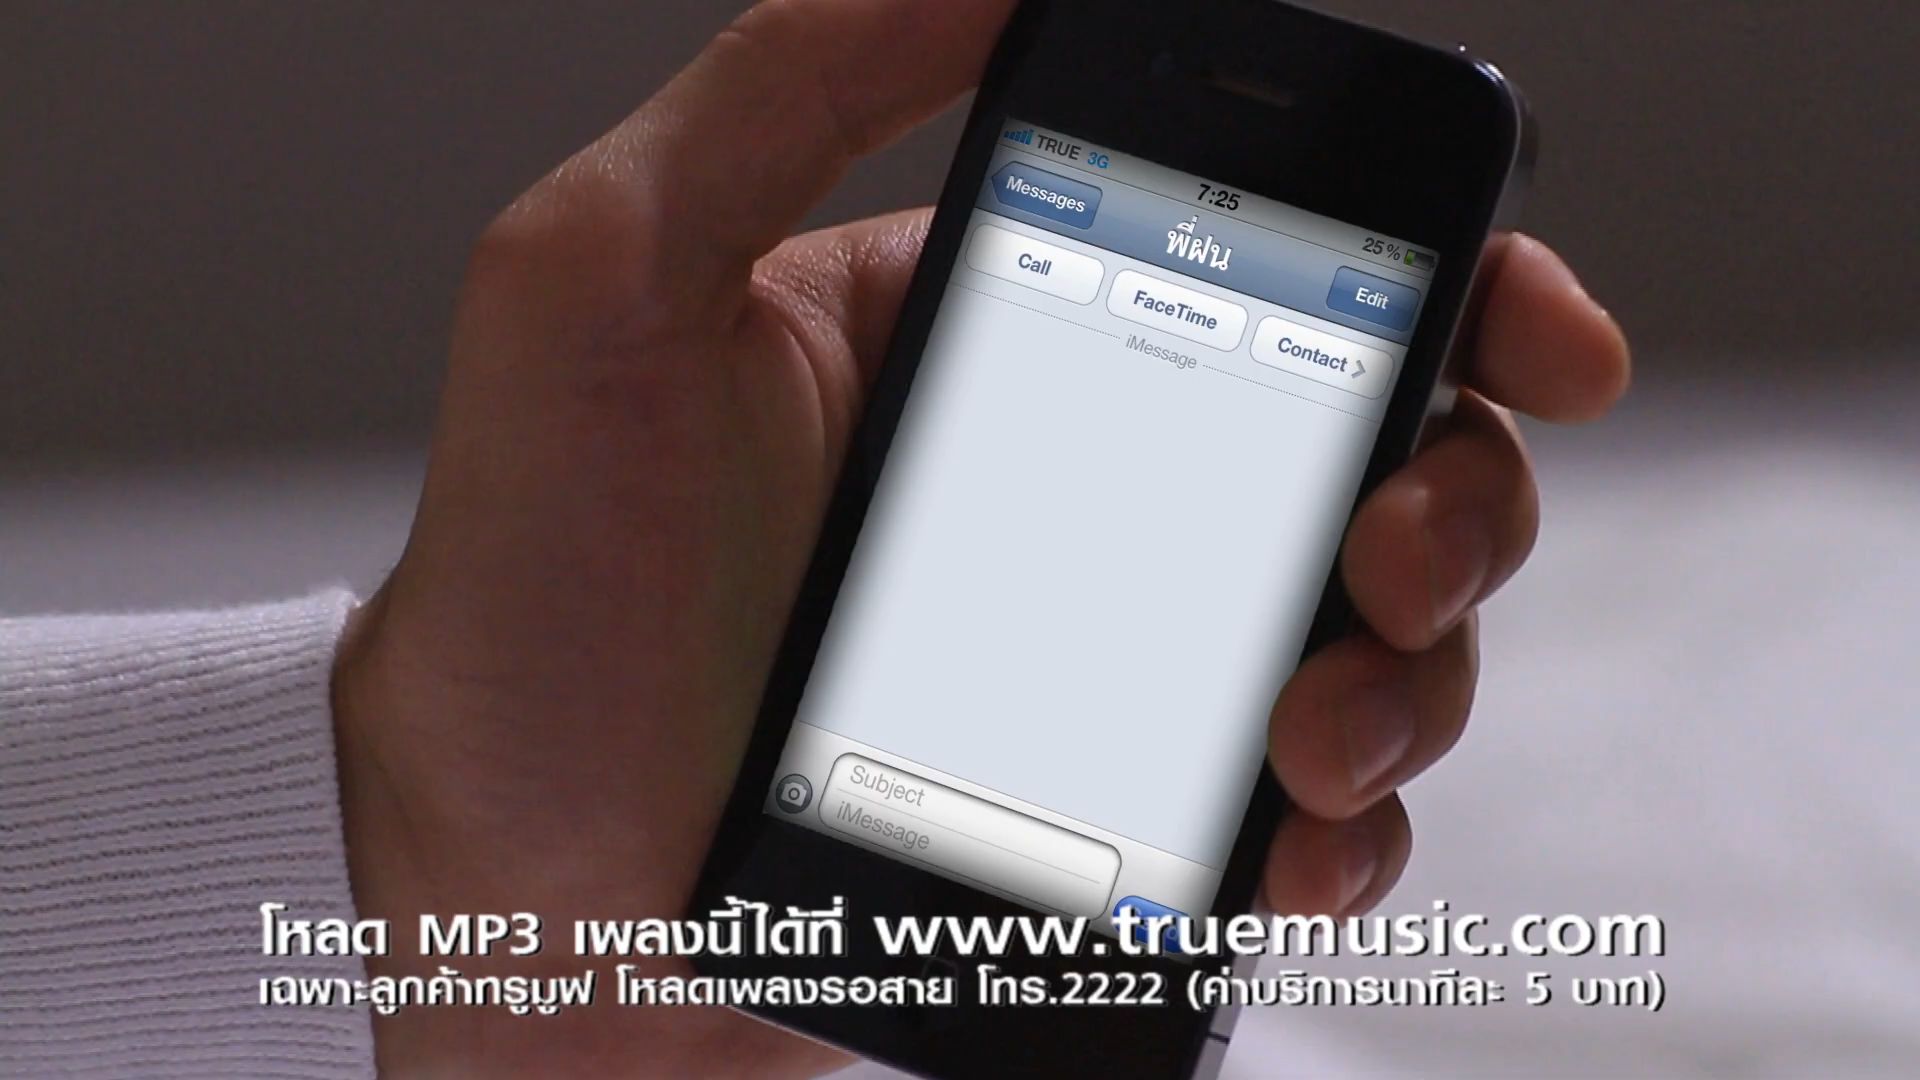 TRUE 3G 7:25 25%
Messages พี่ฝน Edit
Call FaceTime Contact
iMessage
Subject
iMessage
โหลด MP3 เพลงนี้ได้ที่ www.truemusic.com
เฉพาะลูกค้าทรูมูฟ โหลดเพลงรอสาย โทร.2222 (ค่าบริการนาทีละ 5 บาท)